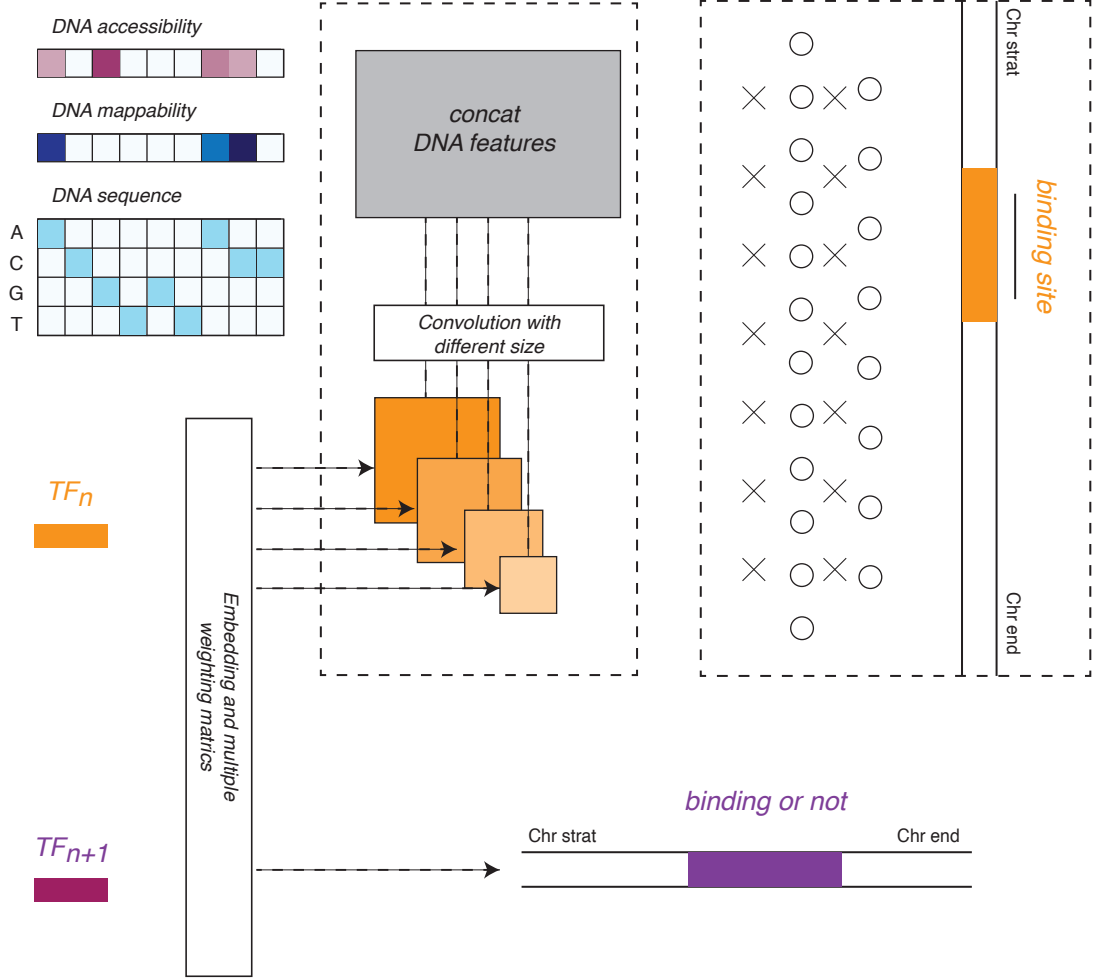 DNA accessibility
DNA mappability
DNA sequence
A
C
G
T
concat
DNA features
Convolution with
different size
Chr strat
binding site
Chr end
TFn
Embedding and multiple
weighting matrics
TFn+1
binding or not
Chr strat
Chr end